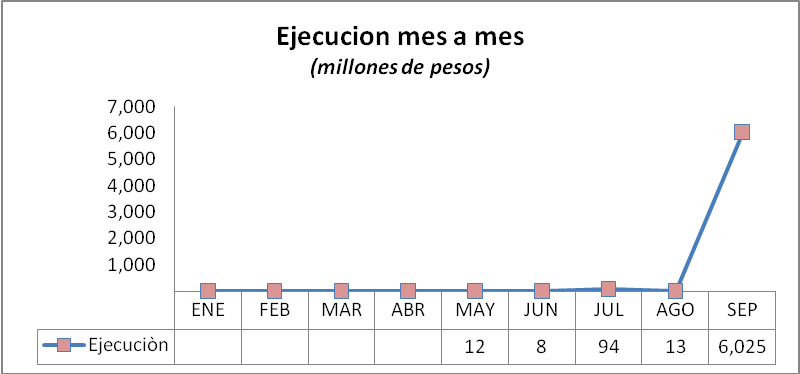 Ejecucion mes a mes
(millones de pesos)
7,000
6,000
5,000
4,000
3,000
2,000
1,000
ENE FEB MAR ABR MAY JUN JUL AGO SEP
Ejecuciòn 12 8 94 13 6,025